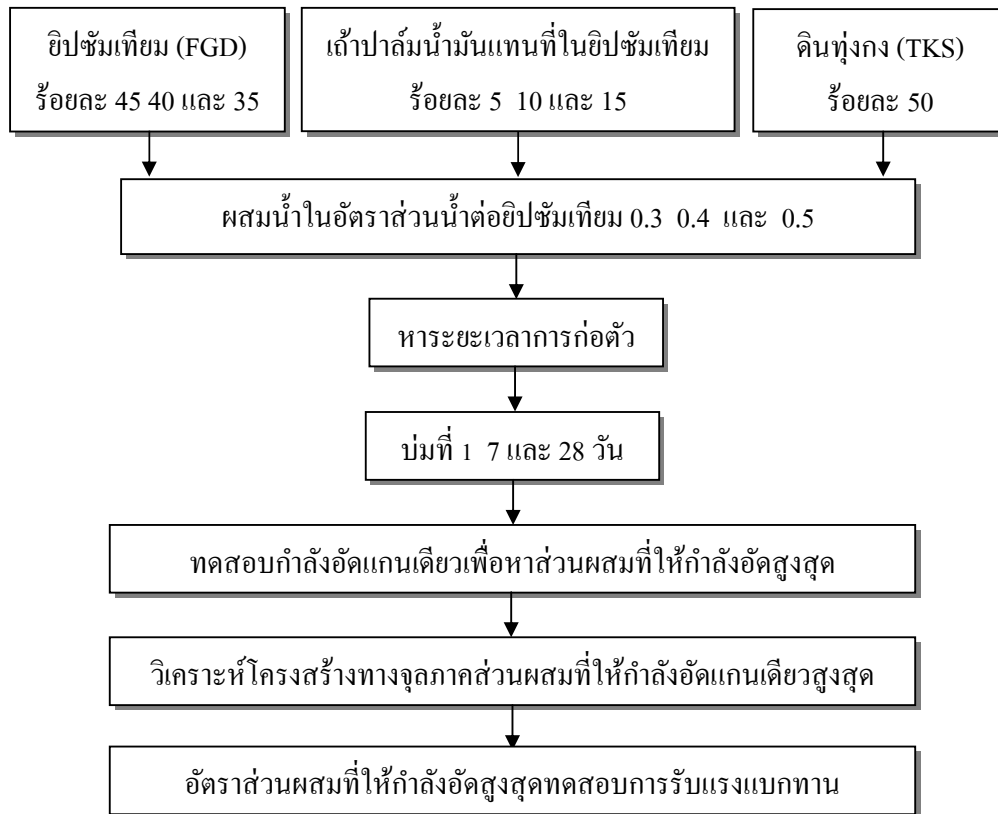 ยิปซัมเทียม (FGD)
ร้อยละ 45 40 และ 35
เถ้าปาล์มน้ำมันแทนที่ในยิปซัมเทียม
ร้อยละ 5 10 และ 15
ดินทุ่งกง (TKS)
ร้อยละ 50
ผสมน้ำในอัตราส่วนน้ำต่อยิปซัมเทียม 0.3 0.4 และ 0.5
หาระยะเวลาการก่อตัว
บ่มที่ 1 7 และ 28 วัน
ทดสอบกำลังอัดแกนเดียวเพื่อหาส่วนผสมที่ให้กำลังอัดสูงสุด
วิเคราะห์โครงสร้างทางจุลภาคส่วนผสมที่ให้กำลังอัดแกนเดียวสูงสุด
อัตราส่วนผสมที่ให้กำลังอัดสูงสุดทดสอบการรับแรงแบกทาน